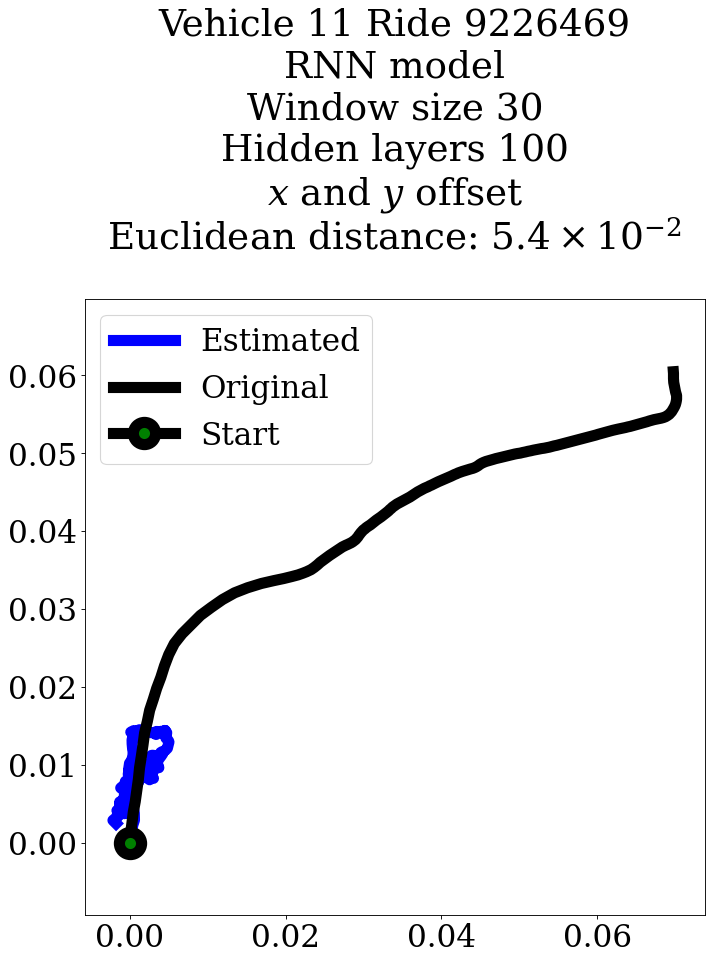 Vehicle 11 Ride 9226469
RNN model
Window size 30
Hidden layers 100
x and y offset
Euclidean distance: 5.4 × 10⁻²
Estimated
Original
Start
0.06
0.05
0.04
0.03
0.02
0.01
0.00
0.00 0.02 0.04 0.06